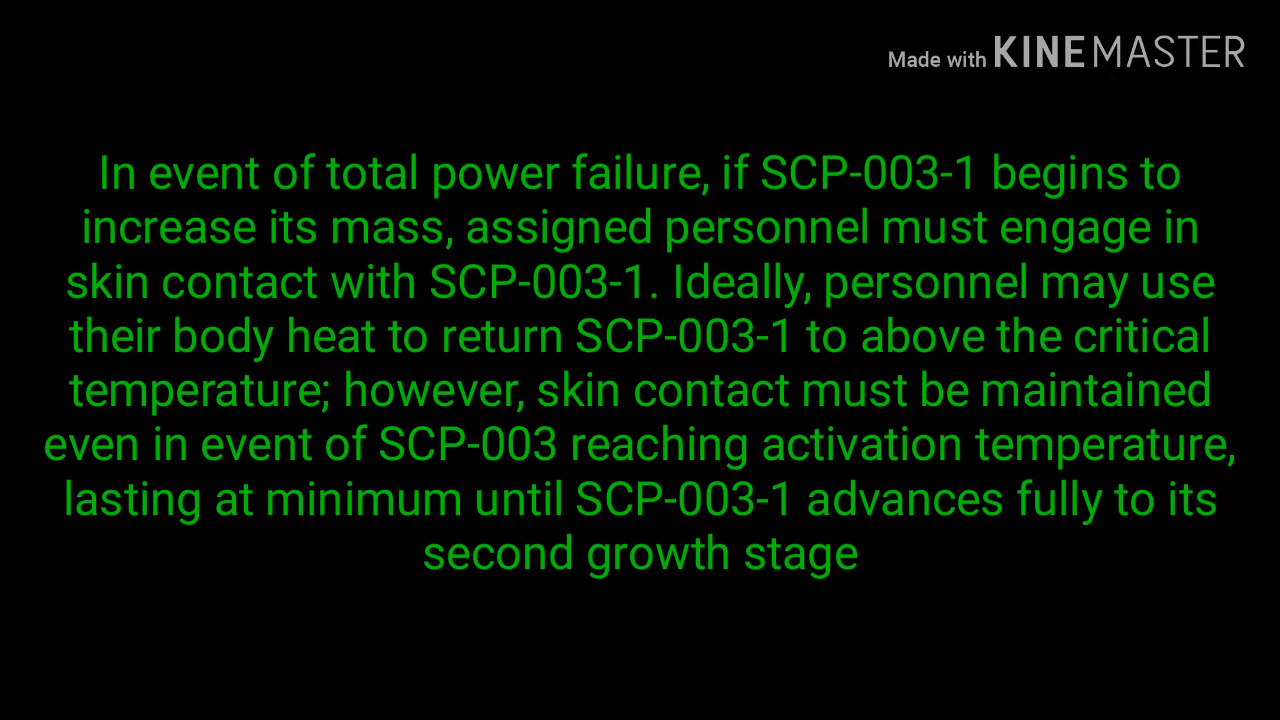 Made with KINEMASTER
In event of total power failure, if SCP-003-1 begins to
increase its mass, assigned personnel must engage in
skin contact with SCP-003-1. Ideally, personnel may use
their body heat to return SCP-003-1 to above the critical
temperature; however, skin contact must be maintained
even in event of SCP-003 reaching activation temperature,
lasting at minimum until SCP-003-1 advances fully to its
second growth stage